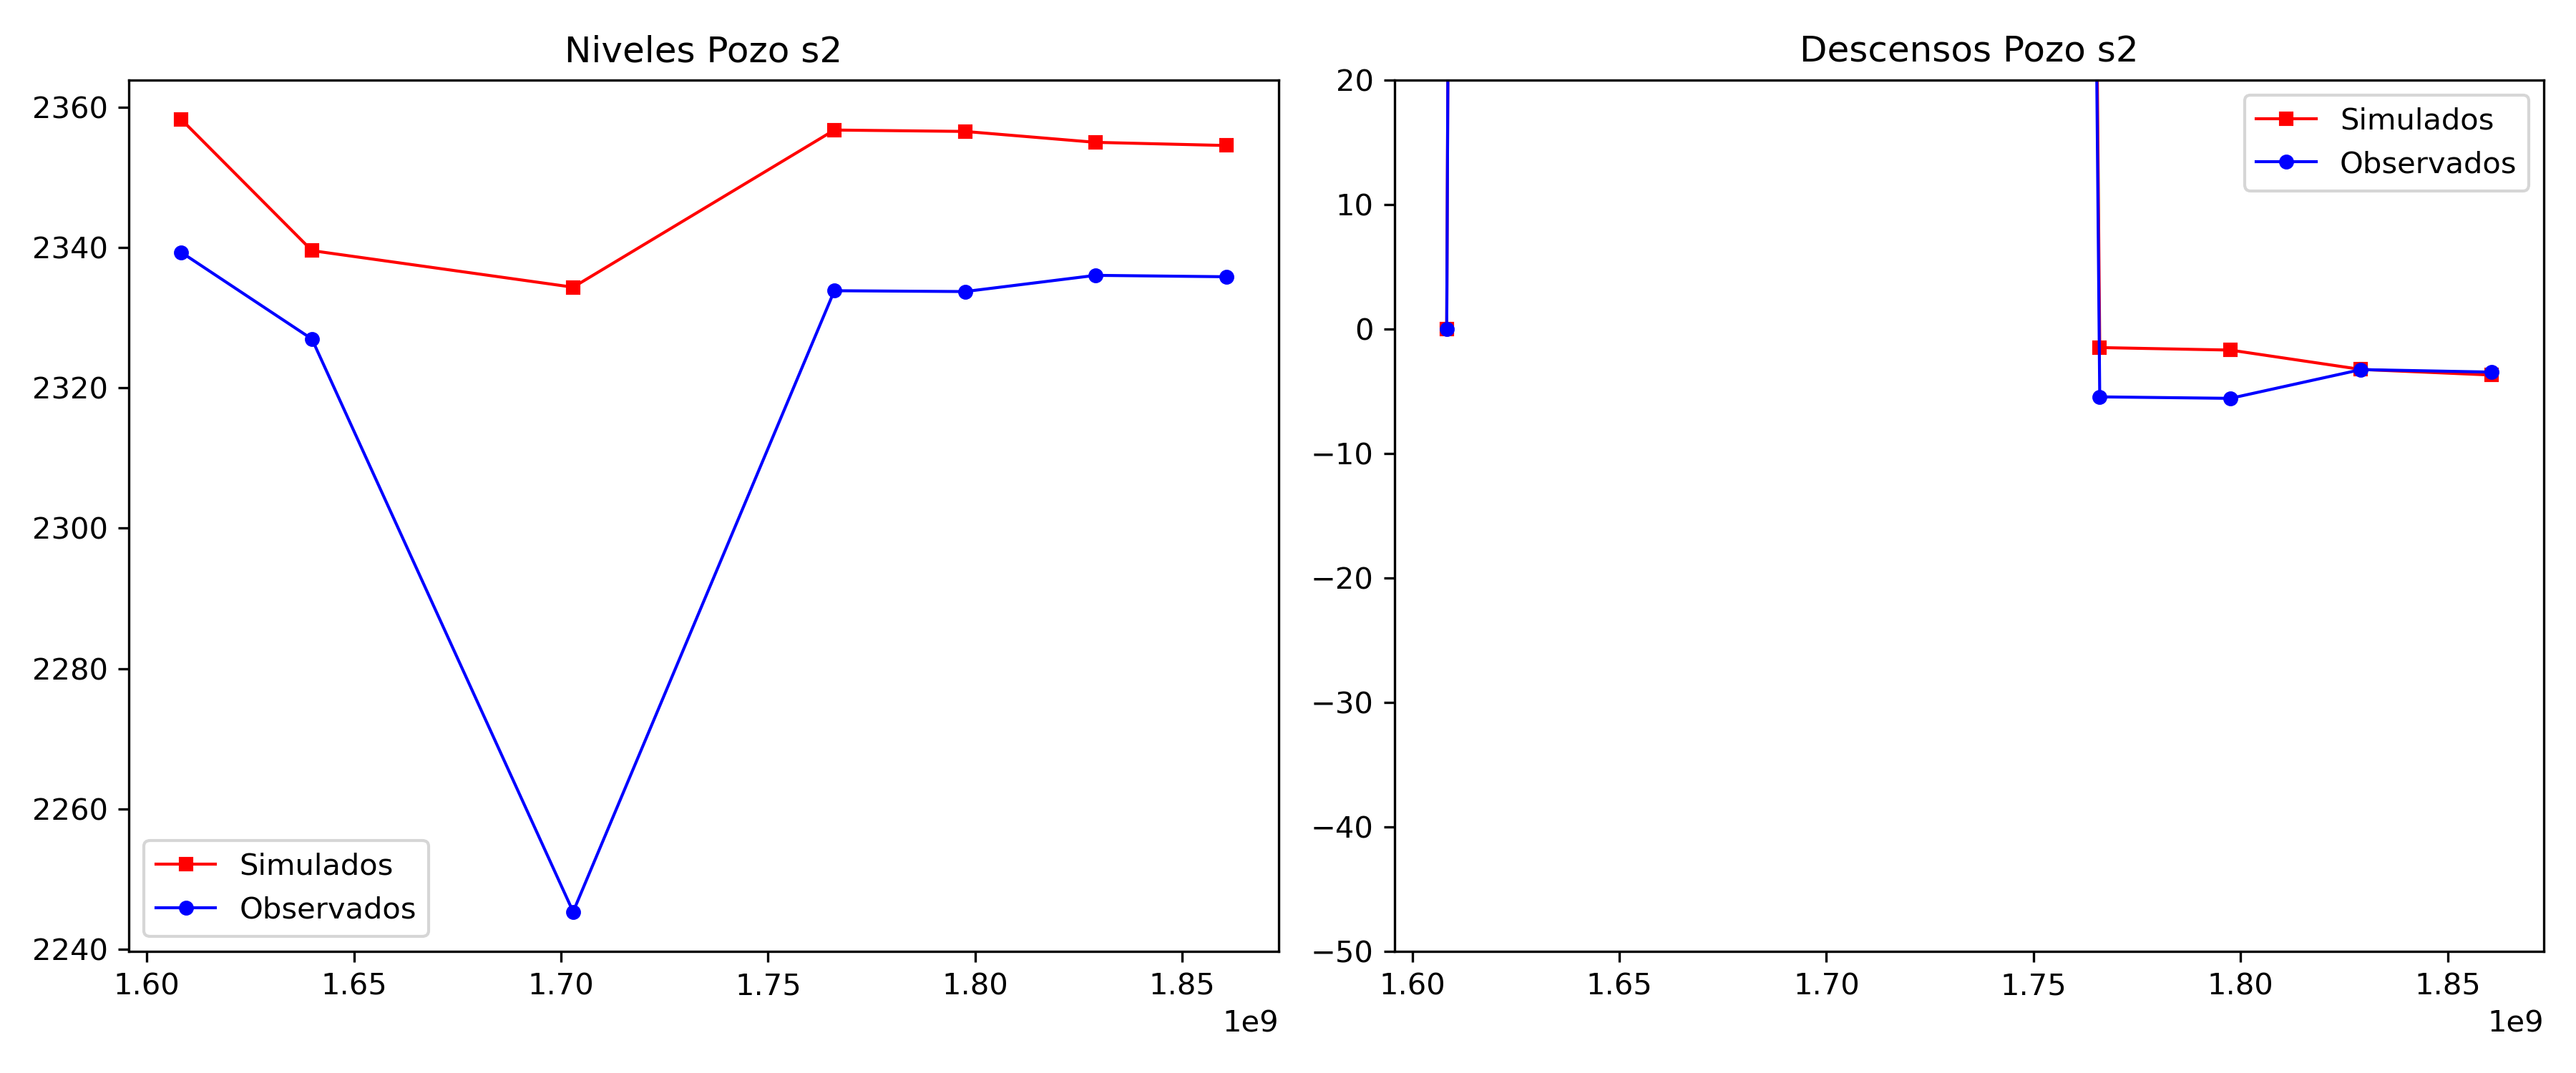 Niveles Pozo s2
2360
2340
2320
2300
2280
2260
2240
Simulados
Observados
1.60 1.65 1.70 1.75 1.80 1.85
1e9
Descensos Pozo s2
20
10
0
−10
−20
−30
−40
−50
Simulados
Observados
1.60 1.65 1.70 1.75 1.80 1.85
1e9